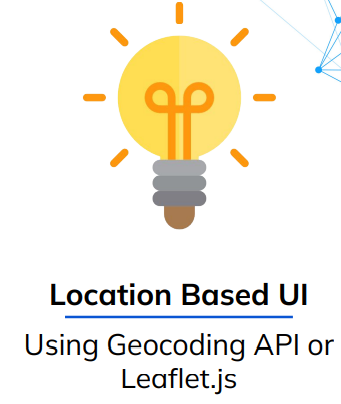 Location Based UI
Using Geocoding API or
Leaflet.js